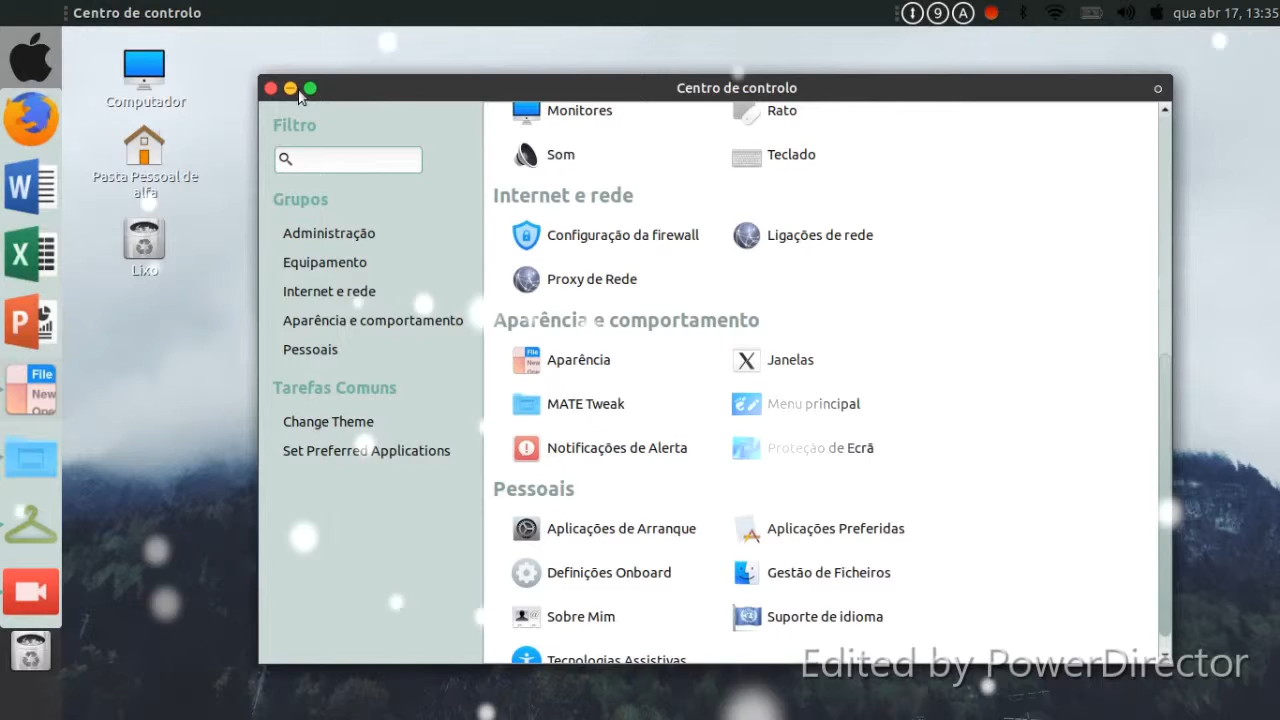 Centro de controlo
9 A
qua abr 17, 13:35
Computador
Pasta Pessoal de
alfa
Lixo
W
X
P
File
New
Centro de controlo
Filtro
Grupos
Administração
Equipamento
Internet e rede
Aparência e comportamento
Pessoais
Tarefas Comuns
Change Theme
Set Preferred Applications
Monitores
Rato
Som
Teclado
Internet e rede
Configuração da firewall
Ligações de rede
Proxy de Rede
Aparência e comportamento
Aparência
Janelas
MATE Tweak
Menu principal
Notificações de Alerta
Proteção de Ecrã
Pessoais
Aplicações de Arranque
Aplicações Preferidas
Definições Onboard
Gestão de Ficheiros
Sobre Mim
Suporte de idioma
Tecnologias Assistivas
Edited by PowerDirector